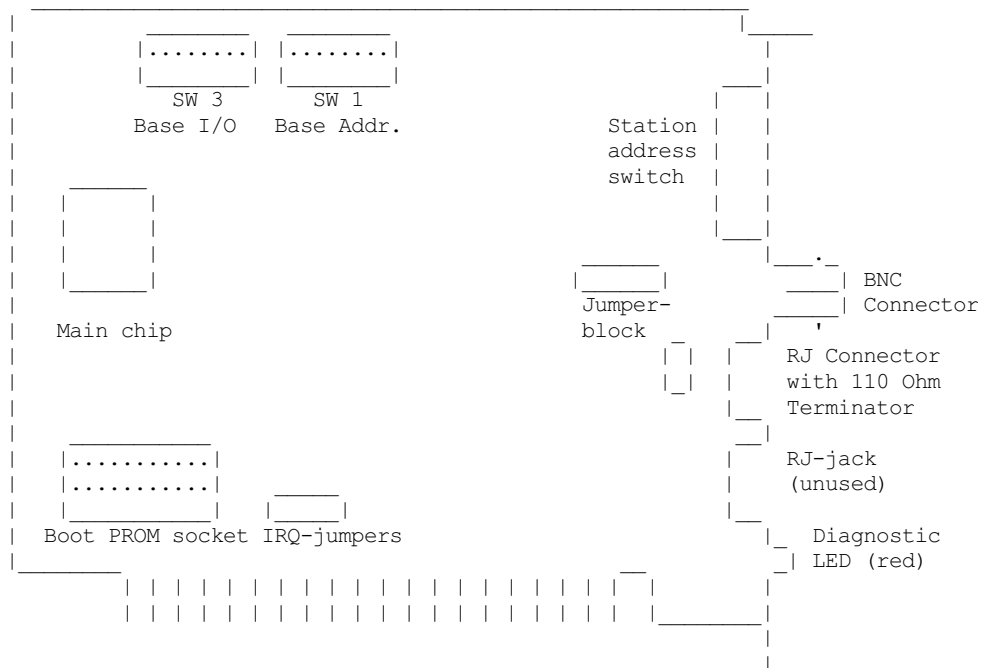 SW 3 SW 1
Base I/O Base Addr. Station
address
switch
BNC
Jumper- Connector
Main chip block
RJ Connector
with 110 Ohm
Terminator
RJ-jack
(unused)
Boot PROM socket IRQ-jumpers Diagnostic
LED (red)